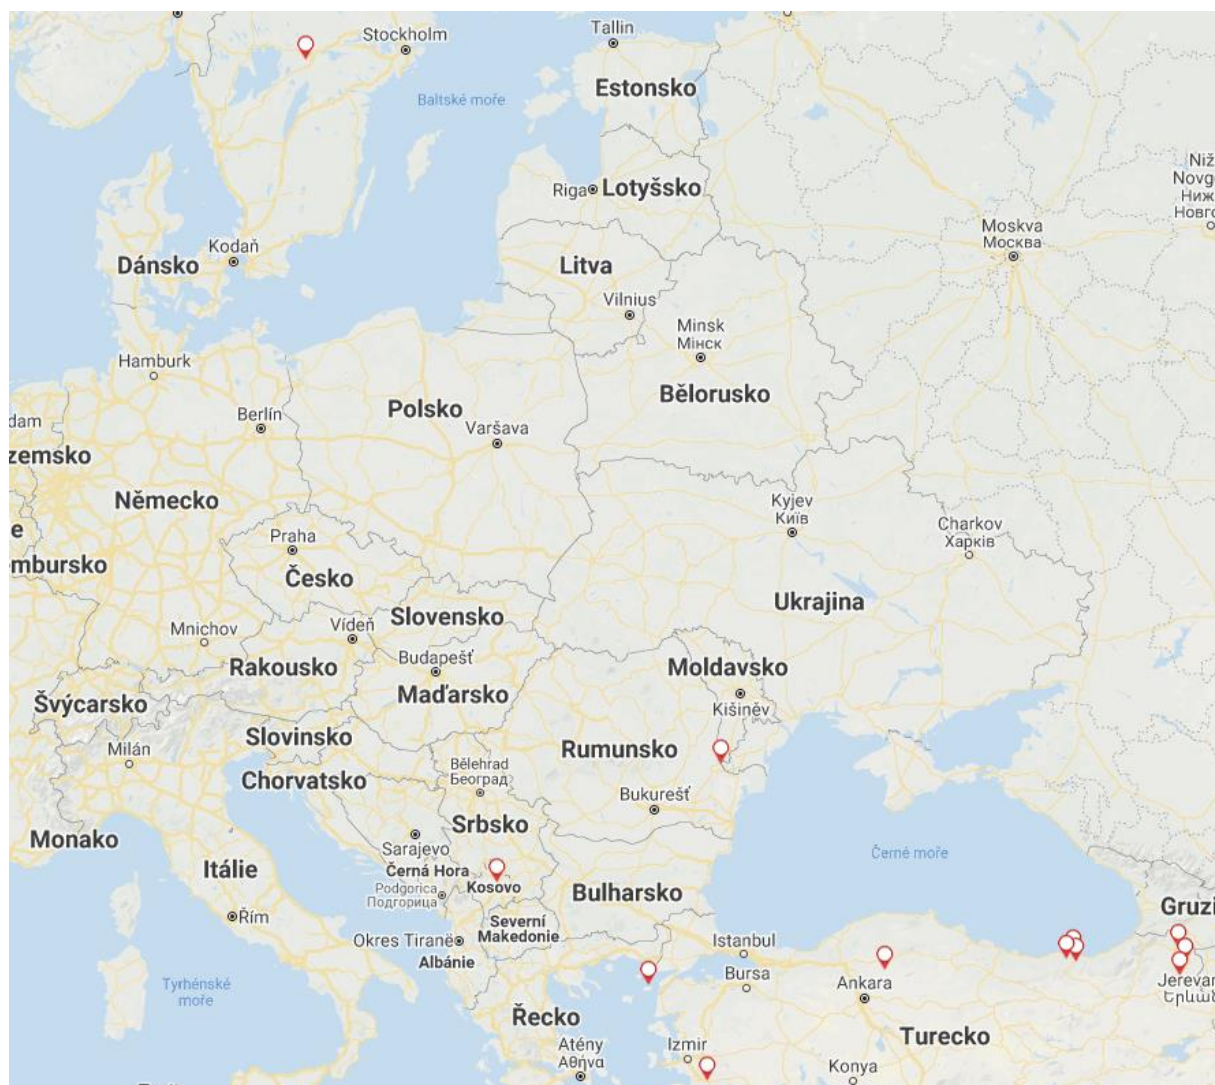 Stockholm
Tallin
Estonsko
Baltské moře
Niž
Novg
Ниж
Новго
Riga
Lotyšsko
Moskva
Москва
Kodaň
Dánsko
Litva
Vilnius
Minsk
Мінск
Hamburk
Bělorusko
Berlín
Polsko
dam
Varšava
zemsko
Německo
Kyjev
Київ
Charkov
Харків
e
Praha
embursko
Česko
Ukrajina
Slovensko
Mnichov
Vídeň
Rakousko
Budapešť
Moldavsko
Maďarsko
Švýcarsko
Kišiněv
Slovinsko
Milán
Rumunsko
Chorvatsko
Bělehrad
Београд
Bukurešť
Srbsko
Monako
Sarajevo
Itálie
Černá Hora
Černé moře
Kosovo
Podgorica
Подгорица
Bulharsko
Gruzi
Řím
Severní
Makedonie
Okres Tiranë
Istanbul
Albánie
Bursa
Ankara
Tyrhénské
moře
Jerevan
Երևան
Řecko
Turecko
Atény
Αθήνα
Izmir
Konya